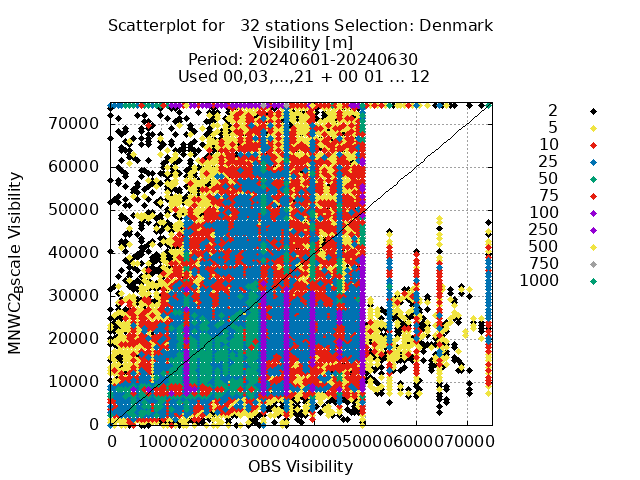 Scatterplot for   32 stations Selection: Denmark
Visibility [m]
Period: 20240601-20240630
Used 00,03,...,21 + 00 01 ... 12
70000
60000
50000
40000
30000
20000
10000
0
MNWC2gscale Visibility
0 10000 20000 30000 40000 50000 60000 70000
OBS Visibility
2
5
10
25
50
75
100
250
500
750
1000